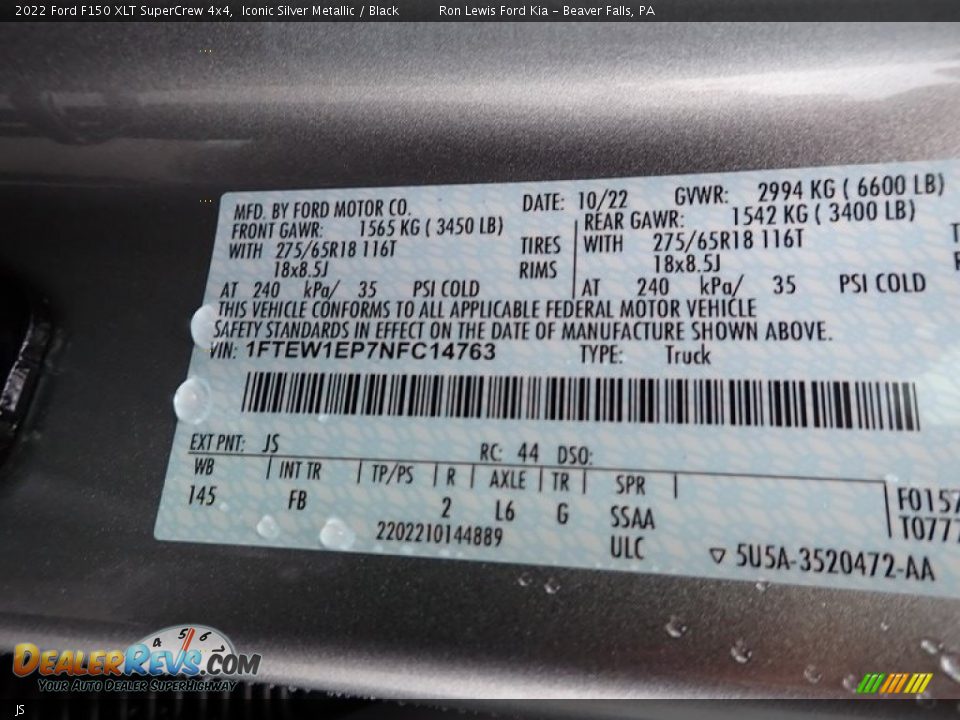 2022 Ford F150 XLT SuperCrew 4x4, Iconic Silver Metallic / Black Ron Lewis Ford Kia - Beaver Falls, PA
MFD. BY FORD MOTOR CO. DATE: 10/22 GVWR: 2994 KG ( 6600 LB)
FRONT GAWR: 1565 KG ( 3450 LB) REAR GAWR: 1542 KG ( 3400 LB)
WITH 275/65R18 116T TIRES WITH 275/65R18 116T
18x8.5J RIMS 18x8.5J
AT 240 kPa/ 35 PSI COLD AT 240 kPa/ 35 PSI COLD
THIS VEHICLE CONFORMS TO ALL APPLICABLE FEDERAL MOTOR VEHICLE
SAFETY STANDARDS IN EFFECT ON THE DATE OF MANUFACTURE SHOWN ABOVE.
VIN: 1FTEW1EP7NFC14763 TYPE: Truck
EXT PNT: JS RC: 44 DSO:
WB INT TR TP/PS R AXLE TR SPR
145 FB 2 L6 G SSAA F0157
2202210144889 ULC T0777
▽ 5U5A-3520472-AA
4 5 6
DealerRevs.com
Your Auto Dealer SuperHighway
JS